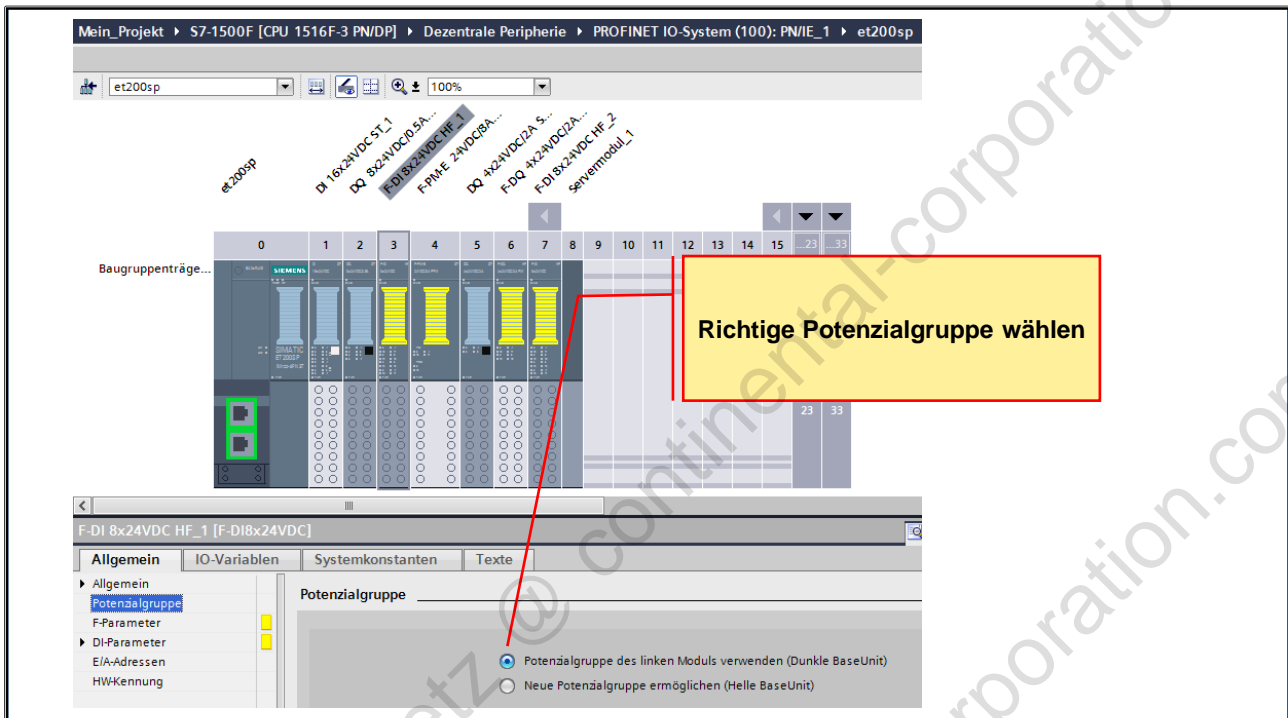 Mein_Projekt ▸ S7-1500F [CPU 1516F-3 PN/DP] ▸ Dezentrale Peripherie ▸ PROFINET IO-System (100): PN/IE_1 ▸ et200sp
et200sp
100%
et200sp
DI 16x24VDC ST_1
DQ 8x24VDC/0.5A...
F-DI 8x24VDC HF_1
F-PM-E 24VDC/8A...
DQ 4x24VDC/2A S...
F-DQ 4x24VDC/2A...
F-DI 8x24VDC HF_2
Servermodul_1
0 1 2 3 4 5 6 7 8 9 10 11 12 13 14 15 ...23 ...33
Baugruppenträge...
SIEMENS
SIMATIC
ET 200SP
Richtige Potenzialgruppe wählen
23 33
F-DI 8x24VDC HF_1 [F-DI8x24VDC]
Allgemein IO-Variablen Systemkonstanten Texte
Allgemein
Potenzialgruppe
F-Parameter
DI-Parameter
E/A-Adressen
HW-Kennung
Potenzialgruppe
Potenzialgruppe des linken Moduls verwenden (Dunkle BaseUnit)
Neue Potenzialgruppe ermöglichen (Helle BaseUnit)
etz @ continental-corporation
orporation.com